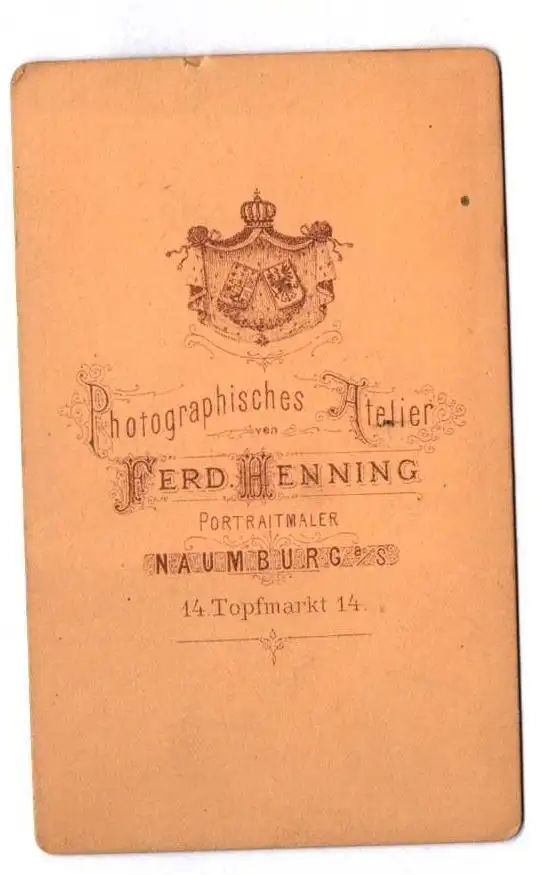 Photographisches Atelier
von
FERD. HENNING
PORTRAITMALER
NAUMBURG a/S
14. Topfmarkt 14.